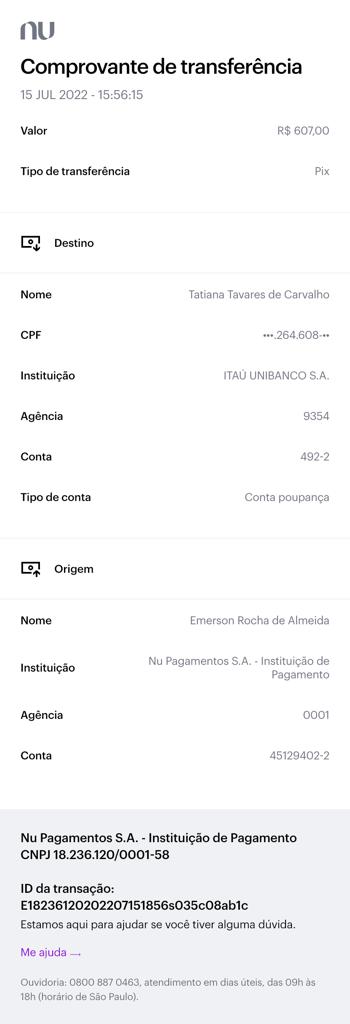 nu
Comprovante de transferência
15 JUL 2022 - 15:56:15
Valor R$ 607,00
Tipo de transferência Pix
Destino
Nome Tatiana Tavares de Carvalho
CPF •••.264.608-••
Instituição ITAÚ UNIBANCO S.A.
Agência 9354
Conta 492-2
Tipo de conta Conta poupança
Origem
Nome Emerson Rocha de Almeida
Instituição Nu Pagamentos S.A. - Instituição de
Pagamento
Agência 0001
Conta 45129402-2
Nu Pagamentos S.A. - Instituição de Pagamento
CNPJ 18.236.120/0001-58
ID da transação:
E18236120202207151856s035c08ab1c
Estamos aqui para ajudar se você tiver alguma dúvida.
Me ajuda →
Ouvidoria: 0800 887 0463, atendimento em dias úteis, das 09h às
18h (horário de São Paulo).